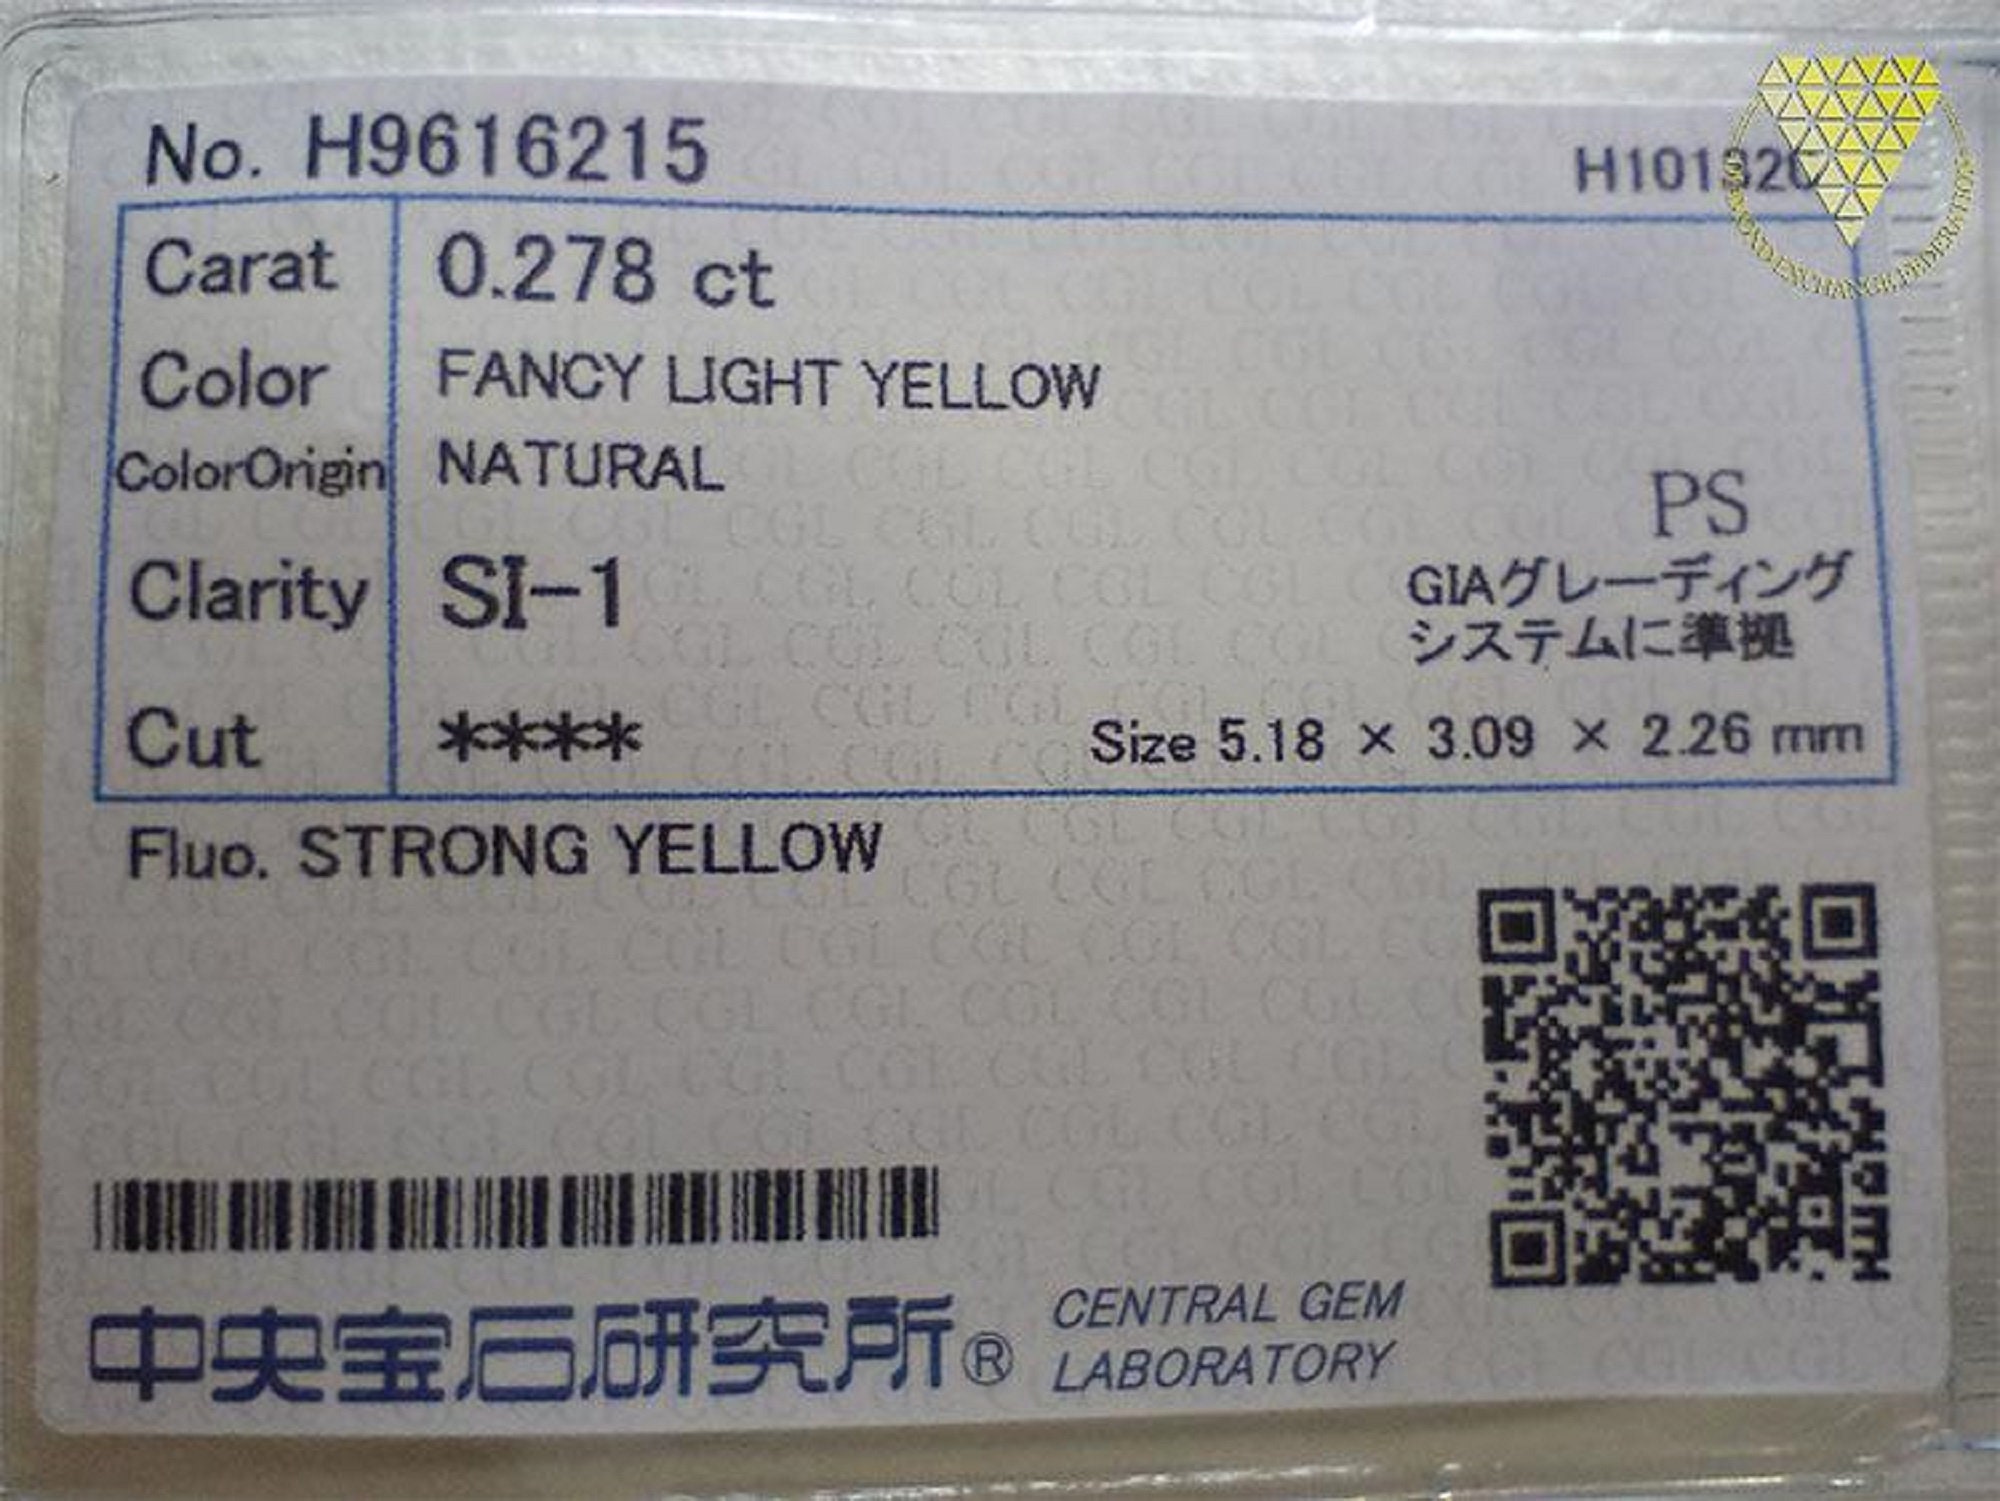 No. H9616215
Carat 0.278 ct
Color FANCY LIGHT YELLOW
ColorOrigin NATURAL
PS
Clarity SI-1
GIAグレーディング
システムに準拠
Cut **** Size 5.18 × 3.09 × 2.26 mm
Fluo. STRONG YELLOW
中央宝石研究所® CENTRAL GEM
LABORATORY